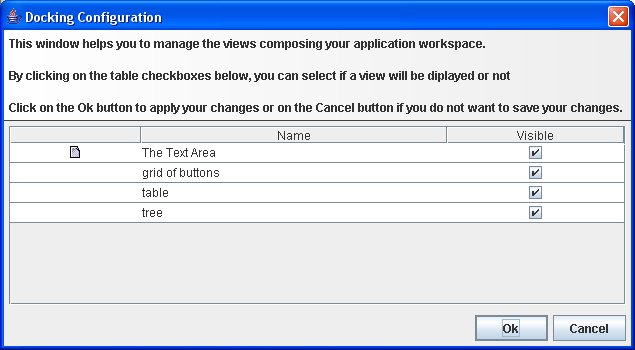 Docking Configuration
This window helps you to manage the views composing your application workspace.
By clicking on the table checkboxes below, you can select if a view will be diplayed or not
Click on the Ok button to apply your changes or on the Cancel button if you do not want to save your changes.
Name Visible
The Text Area
grid of buttons
table
tree
Ok Cancel